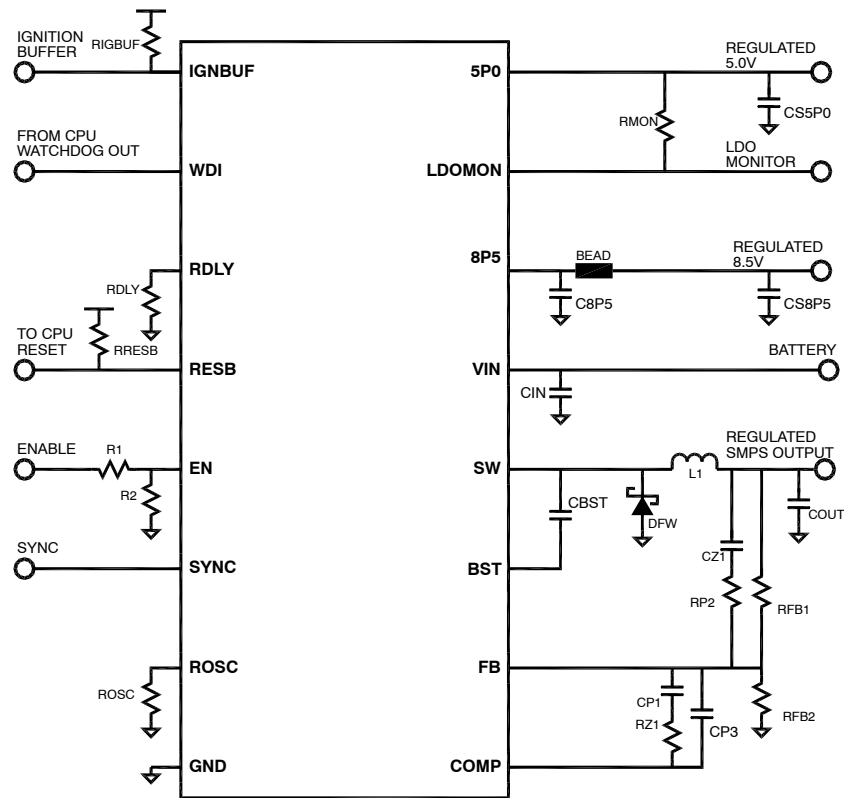 IGNITION
BUFFER
RIGBUF
IGNBUF
5P0
REGULATED
5.0V
CS5P0
RMON
FROM CPU
WATCHDOG OUT
WDI
LDOMON
LDO
MONITOR
RDLY
RDLY
8P5
BEAD
REGULATED
8.5V
C8P5
CS8P5
TO CPU
RESET
RRESB
RESB
VIN
BATTERY
CIN
ENABLE
R1
R2
EN
SW
L1
REGULATED
SMPS OUTPUT
CBST
DFW
COUT
SYNC
SYNC
BST
CZ1
RP2
RFB1
ROSC
ROSC
FB
CP1
RZ1
CP3
RFB2
GND
COMP